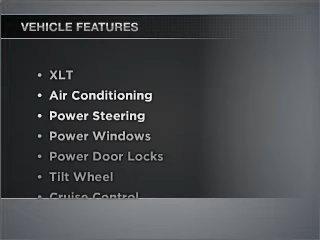 VEHICLE FEATURES
• XLT
• Air Conditioning
• Power Steering
• Power Windows
• Power Door Locks
• Tilt Wheel
• Cruise Control